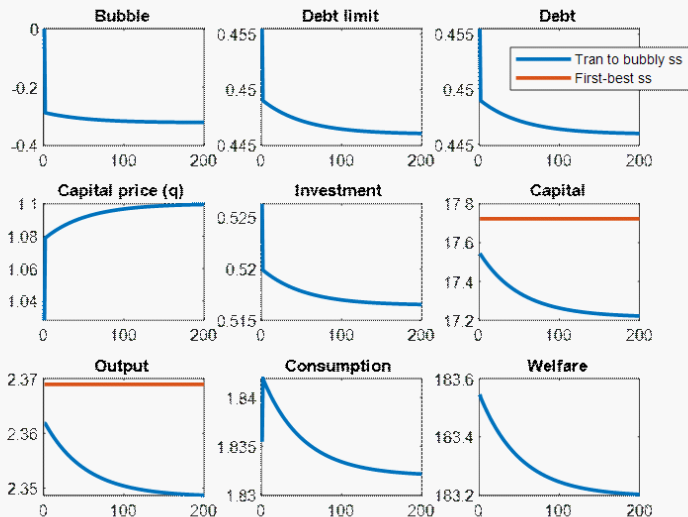 Bubble
Debt limit
Debt
0
-0.2
-0.4
0 100 200
0.455
0.45
0.445
0 100 200
0.455
0.45
0.445
0 100 200
Tran to bubbly ss
First-best ss
Capital price (q)
Investment
Capital
1.1
1.08
1.06
1.04
0 100 200
0.525
0.52
0.515
0 100 200
17.8
17.6
17.4
17.2
0 100 200
Output
Consumption
Welfare
2.37
2.36
2.35
0 100 200
1.84
1.835
1.83
0 100 200
183.6
183.4
183.2
0 100 200